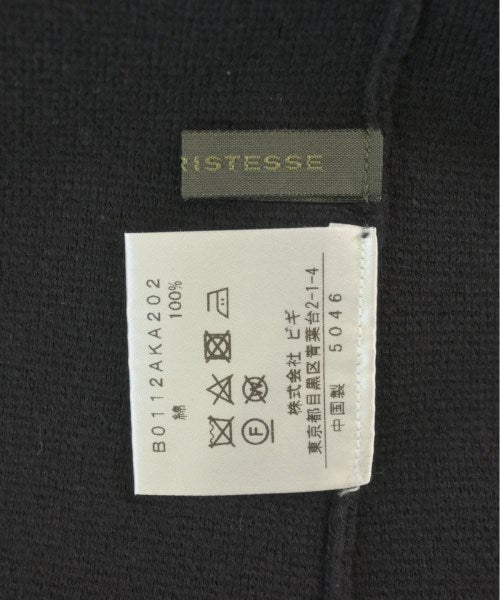 RISTESSE
B0112AKA202
綿 100%
F W
株式会社 ビギ
東京都目黒区青葉台2-1-4
中国製 5046